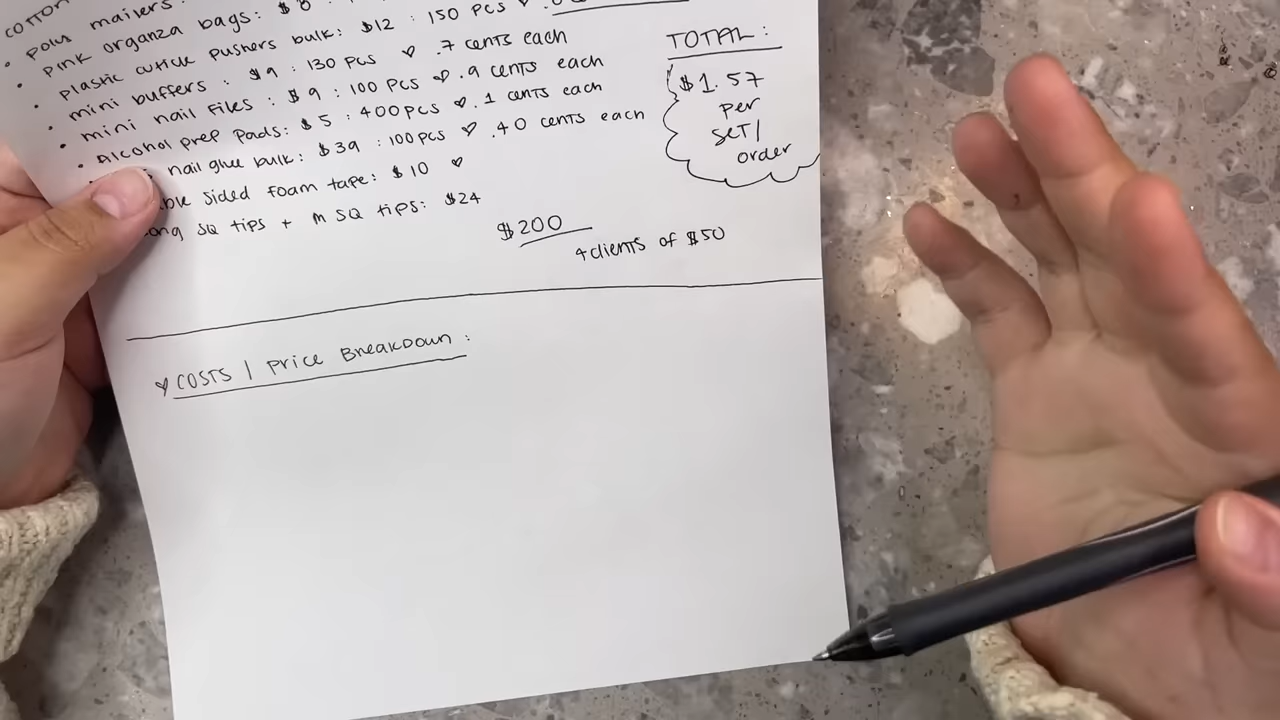 COTTON
• Poly mailers:
• Pink organza bags: $8 :
• Plastic cuticle pushers bulk: $12 : 150 pcs
• mini buffers : $9 : 130 pcs ♡ .7 cents each
• mini nail files : $9 : 100 pcs ♡ .9 cents each
• Alcohol prep pads: $5 : 400pcs ♡ .1 cents each
nail glue bulk: $39 : 100pcs ♡ .40 cents each
sided foam tape: $10 ♡
SQ tips + m SQ tips: $24
TOTAL:
$1.57
per
set/
order
$200
4 clients of $50
♡ COSTS | Price Breakdown: